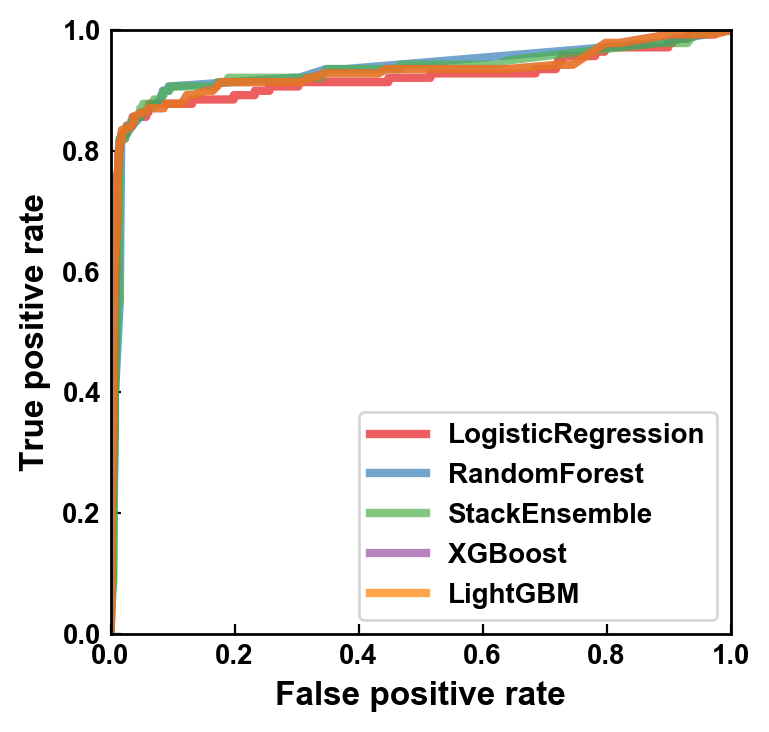 1.0
0.8
0.6
0.4
0.2
0.0
True positive rate
LogisticRegression
RandomForest
StackEnsemble
XGBoost
LightGBM
0.0 0.2 0.4 0.6 0.8 1.0
False positive rate